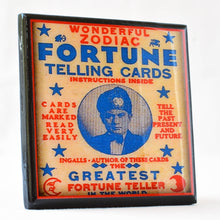 WONDERFUL
ZODIAC
FORTUNE
TELLING CARDS
INSTRUCTIONS INSIDE
CARDS
ARE
MARKED
READ
VERY
EASILY
TELL
THE
PAST
PRESENT
AND
FUTURE
INGALLS - AUTHOR OF THESE CARDS
THE
GREATEST
FORTUNE TELLER
IN THE WORLD